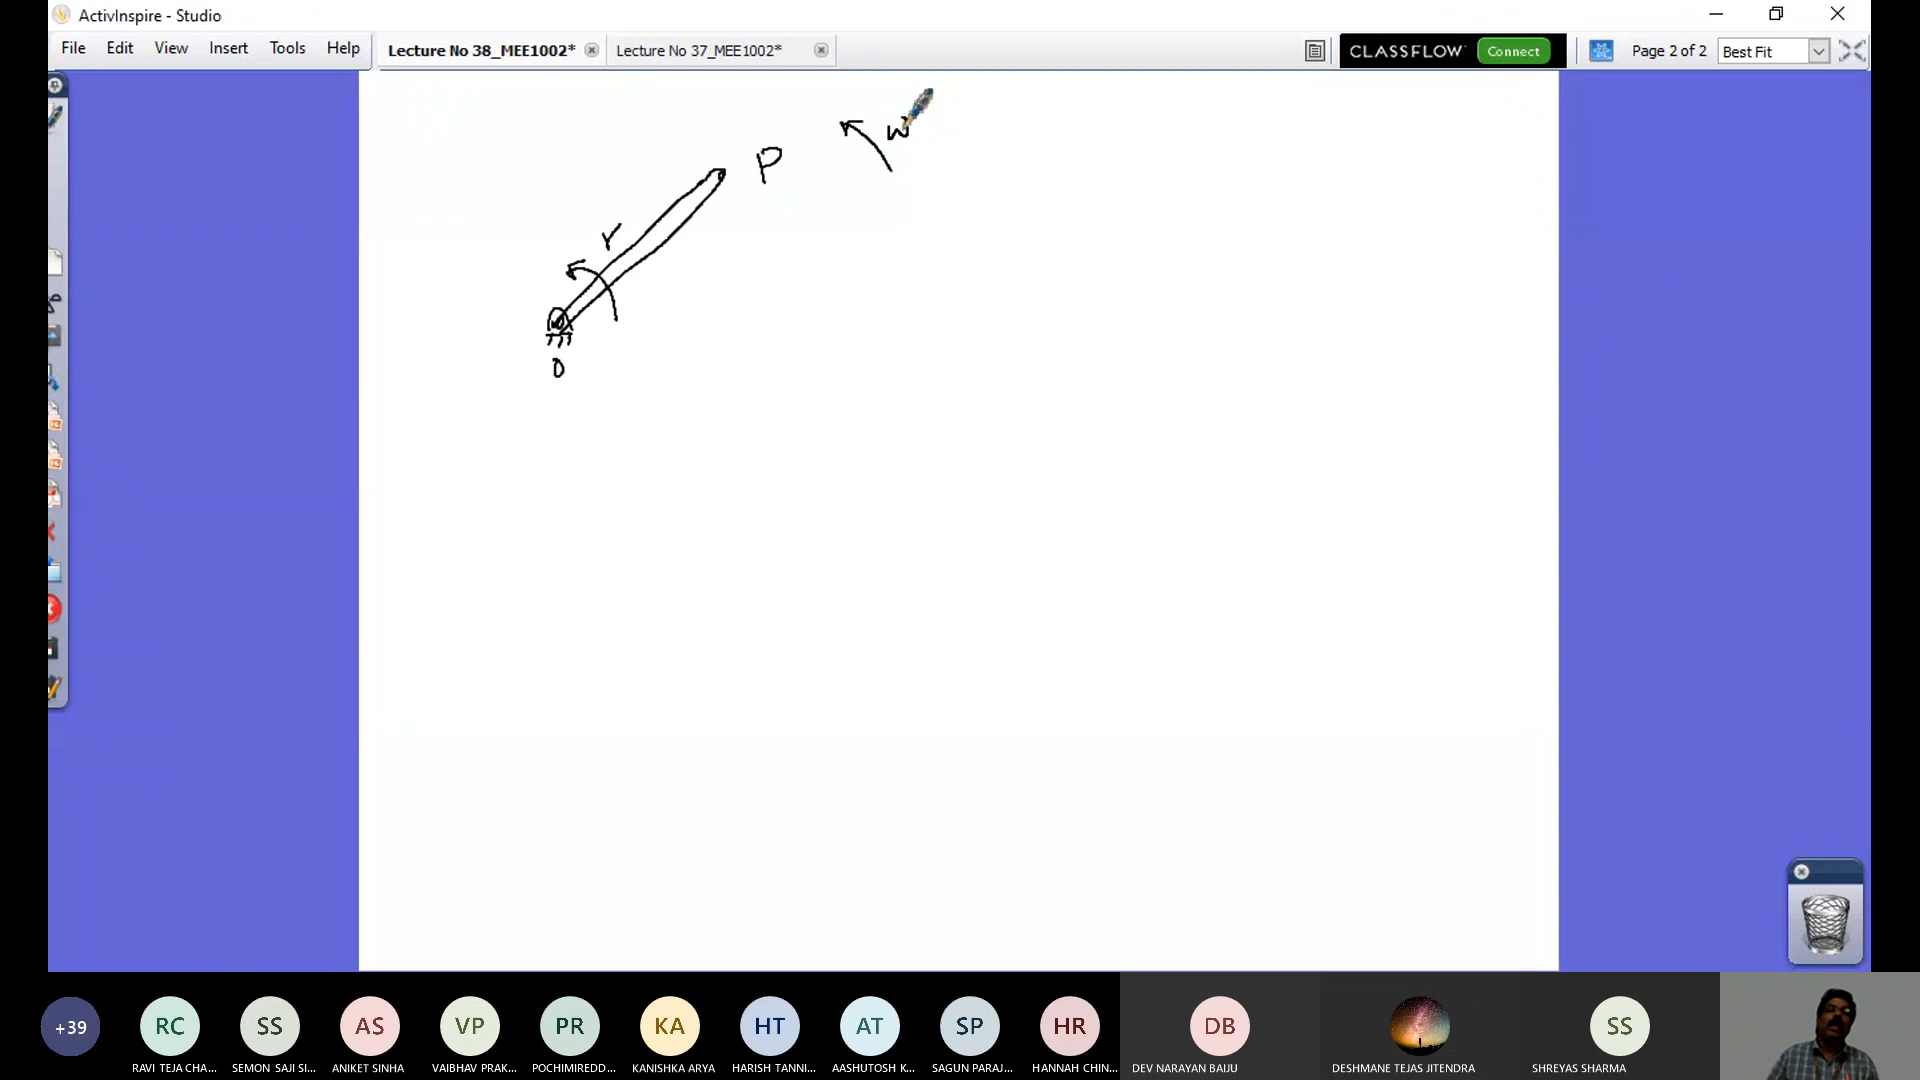 ActivInspire - Studio
File Edit View Insert Tools Help
Lecture No 38_MEE1002*
Lecture No 37_MEE1002*
CLASSFLOW
Connect
Page 2 of 2
Best Fit
W
P
r
O
+39
RC
SS
AS
VP
PR
KA
HT
AT
SP
HR
DB
SS
RAVI TEJA CHA...
SEMON SAJI SI...
ANIKET SINHA
VAIBHAV PRAK...
POCHIMIREDD...
KANISHKA ARYA
HARISH TANNI...
AASHUTOSH K...
SAGUN PARAJ...
HANNAH CHIN...
DEV NARAYAN BAIJU
DESHMANE TEJAS JITENDRA
SHREYAS SHARMA